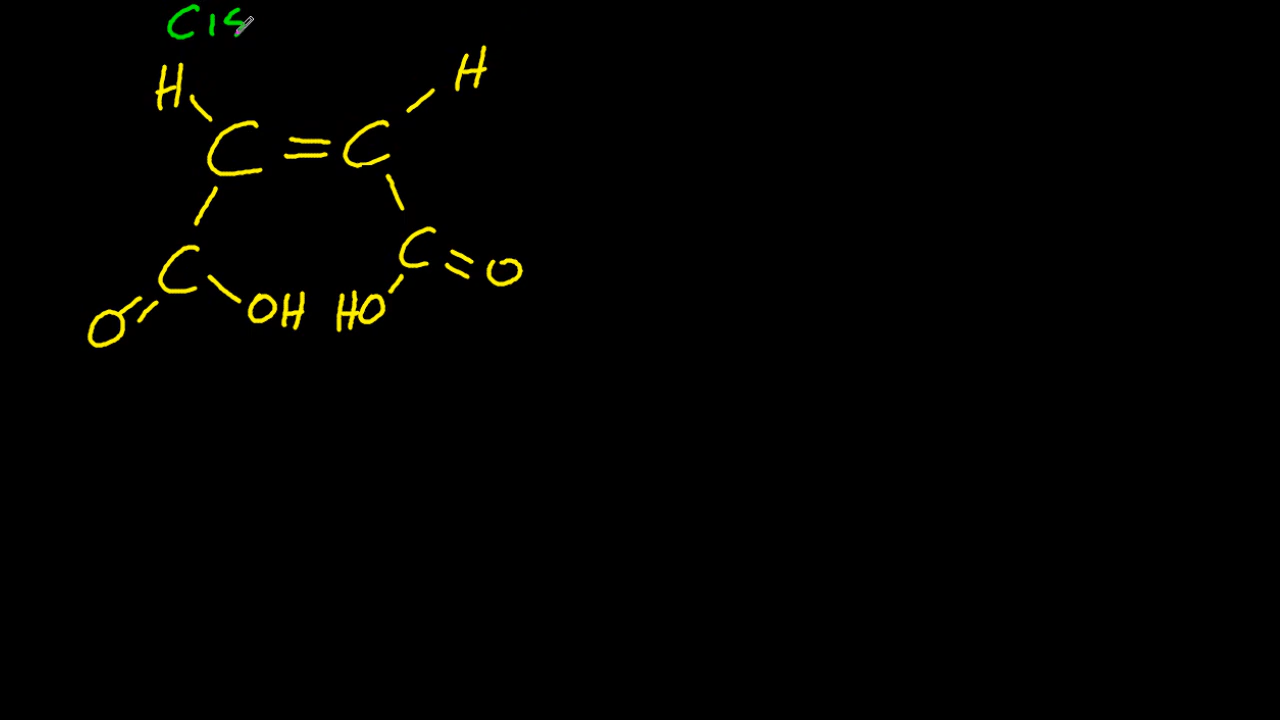 Cis
H H
C = C
C C = O
O = OH HO